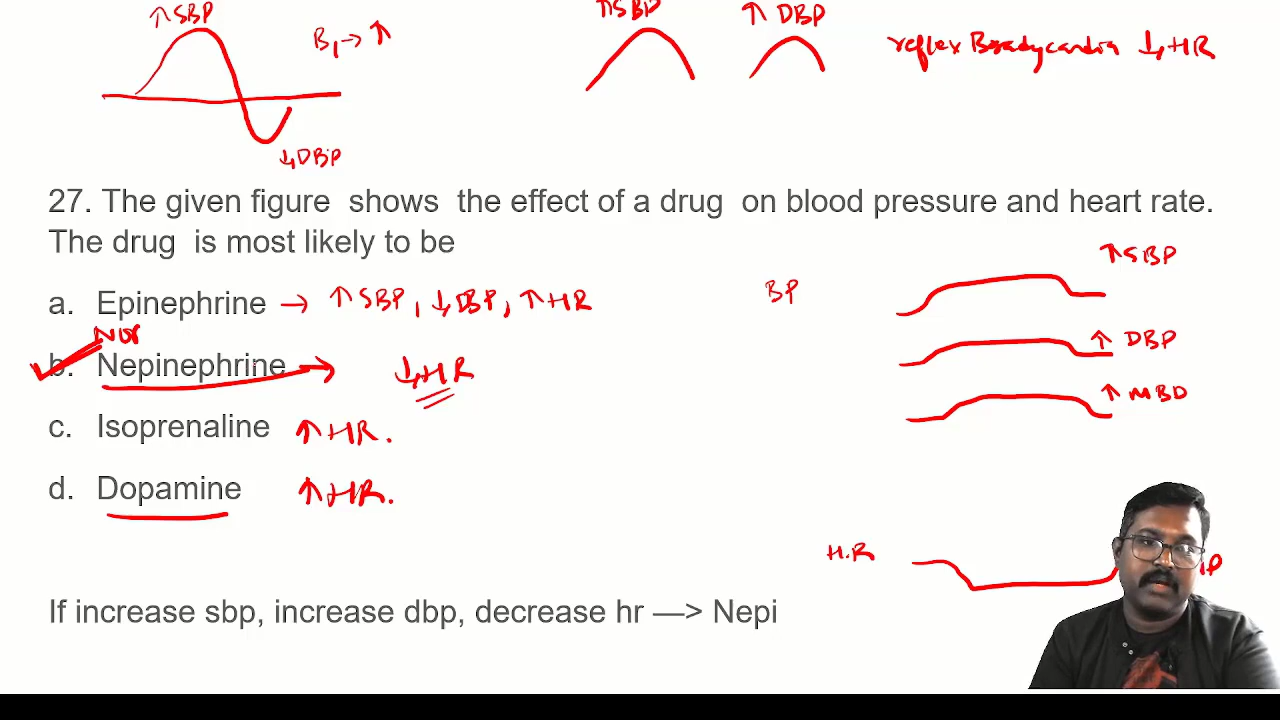 ↑SBP
B₁→↑
↓DBP
↑SBP
↑ DBP
reflex Bradycardia ↓HR
27. The given figure shows the effect of a drug on blood pressure and heart rate.
The drug is most likely to be
a. Epinephrine → ↑SBP, ↓DBP, ↑HR
Nor
b. Nepinephrine → ↓HR
c. Isoprenaline ↑HR.
d. Dopamine ↑HR.
BP
↑SBP
↑ DBP
↑ MBD
H.R
If increase sbp, increase dbp, decrease hr —> Nepi